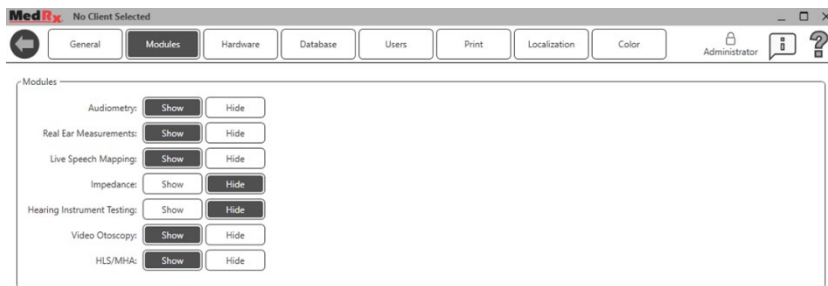 MedRx No Client Selected
General Modules Hardware Database Users Print Localization Color Administrator i ?
Modules
Audiometry: Show Hide
Real Ear Measurements: Show Hide
Live Speech Mapping: Show Hide
Impedance: Show Hide
Hearing Instrument Testing: Show Hide
Video Otoscopy: Show Hide
HLS/MHA: Show Hide